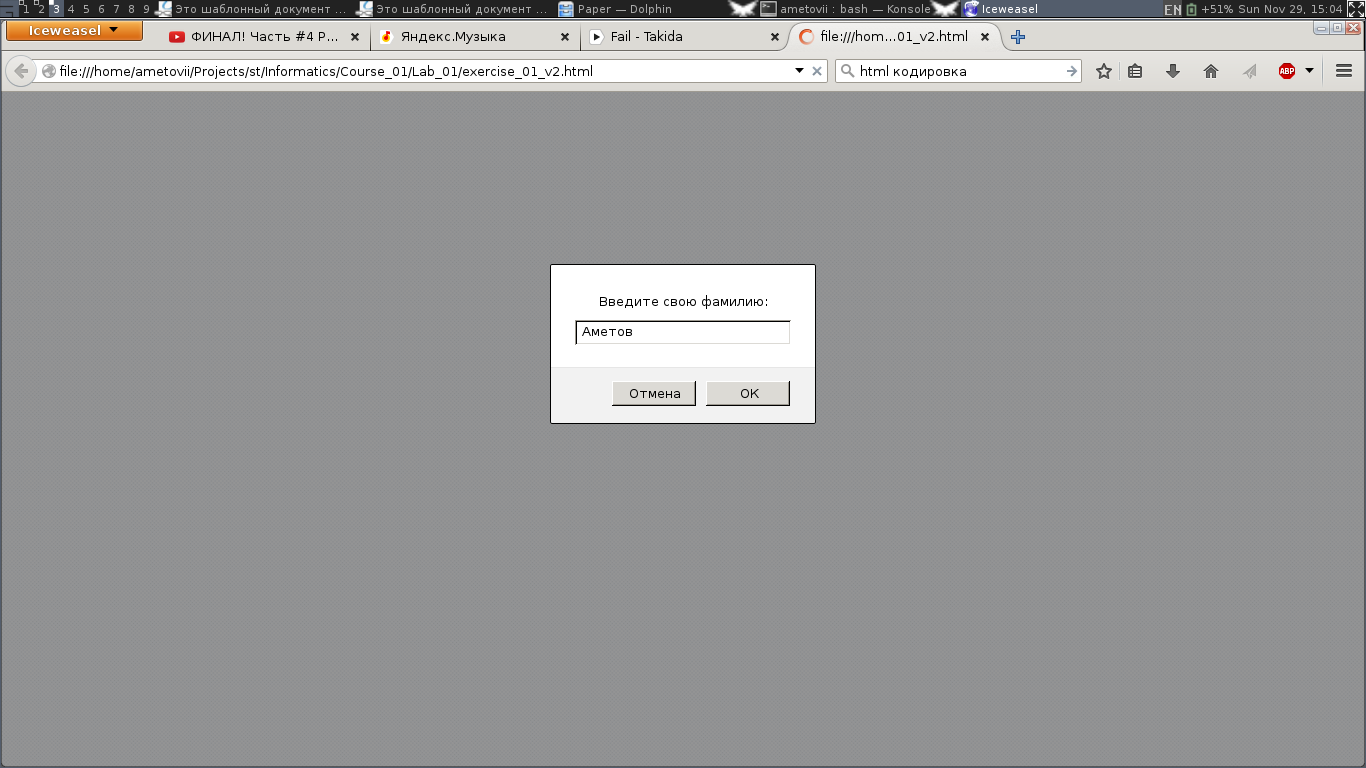 1 2 3 4 5 6 7 8 9 Это шаблонный документ ... Это шаблонный документ ... Paper — Dolphin ametovii : bash — Konsole Iceweasel EN +51% Sun Nov 29, 15:04
Iceweasel ФИНАЛ! Часть #4 Р... Яндекс.Музыка Fail - Takida file:///hom...01_v2.html
file:///home/ametovii/Projects/st/Informatics/Course_01/Lab_01/exercise_01_v2.html html кодировка ABP
Введите свою фамилию:
Аметов
Отмена OK